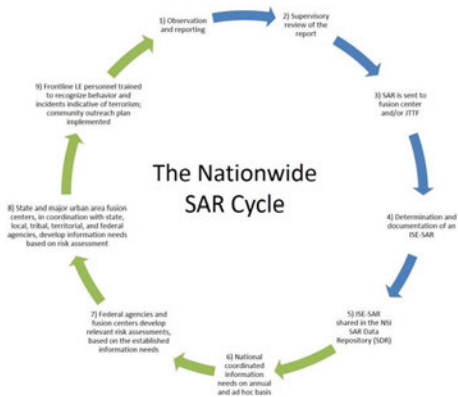 The Nationwide
SAR Cycle
1) Observation
and reporting
2) Supervisory
review of the
report
3) SAR is sent to
fusion center
and/or JTTF
4) Determination and
documentation of an
ISE-SAR
5) ISE-SAR
shared in the NSI
SAR Data
Repository (SDR)
6) National
coordinated
information
needs on annual
and ad hoc basis
7) Federal agencies and
fusion centers develop
relevant risk assessments,
based on the established
information needs
8) State and major urban area fusion
centers, in coordination with state,
local, tribal, territorial, and federal
agencies, develop information needs
based on risk assessment
9) Frontline LE personnel trained
to recognize behavior and
incidents indicative of terrorism;
community outreach plan
implemented